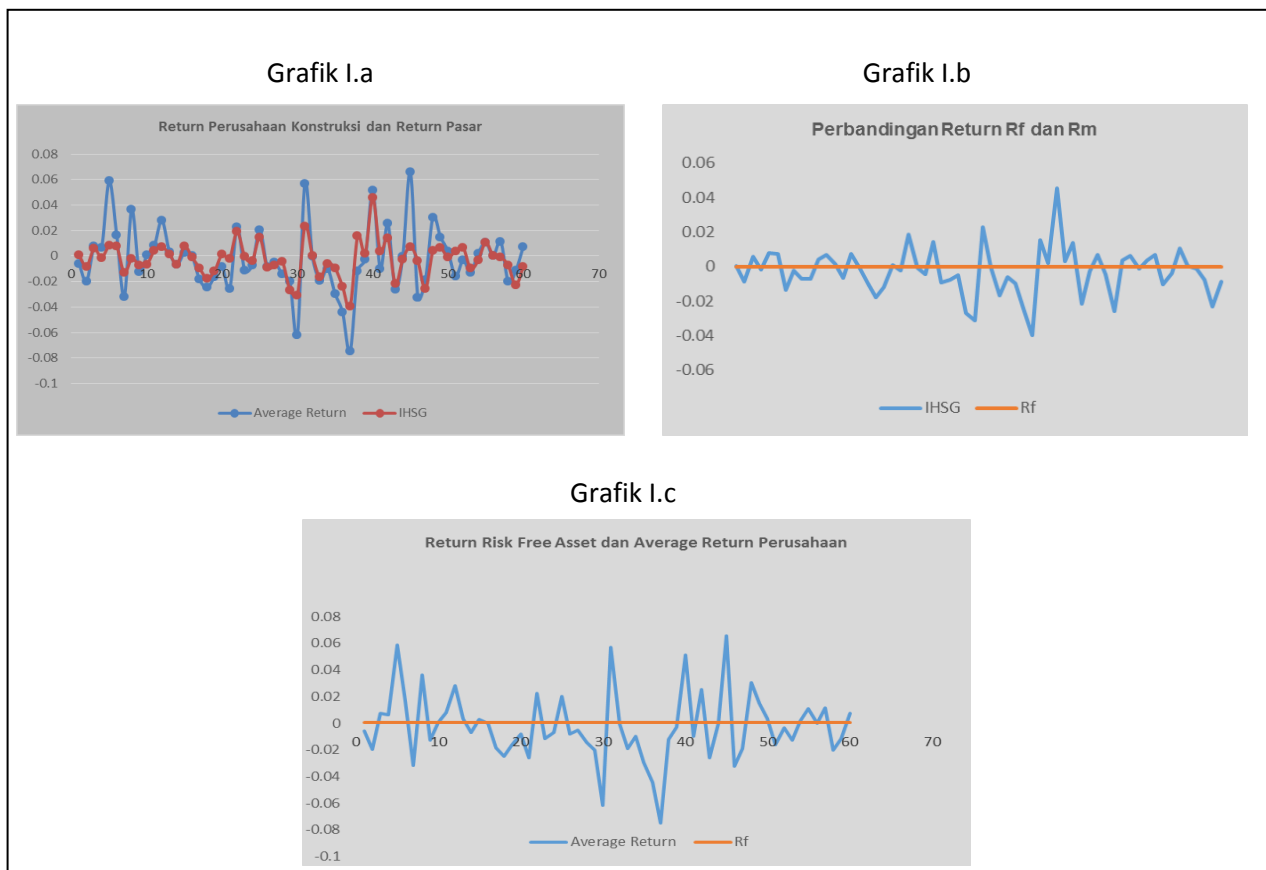 Grafik I.a
Grafik I.b
Return Perusahaan Konstruksi dan Return Pasar
0.08
0.06
0.04
0.02
0
-0.02
-0.04
-0.06
-0.08
-0.1
0 10 20 30 40 50 60 70
Average Return IHSG
Perbandingan Return Rf dan Rm
0.06
0.04
0.02
0
-0.02
-0.04
-0.06
IHSG Rf
Grafik I.c
Return Risk Free Asset dan Average Return Perusahaan
0.08
0.06
0.04
0.02
0
-0.02
-0.04
-0.06
-0.08
-0.1
0 10 20 30 40 50 60 70
Average Return Rf